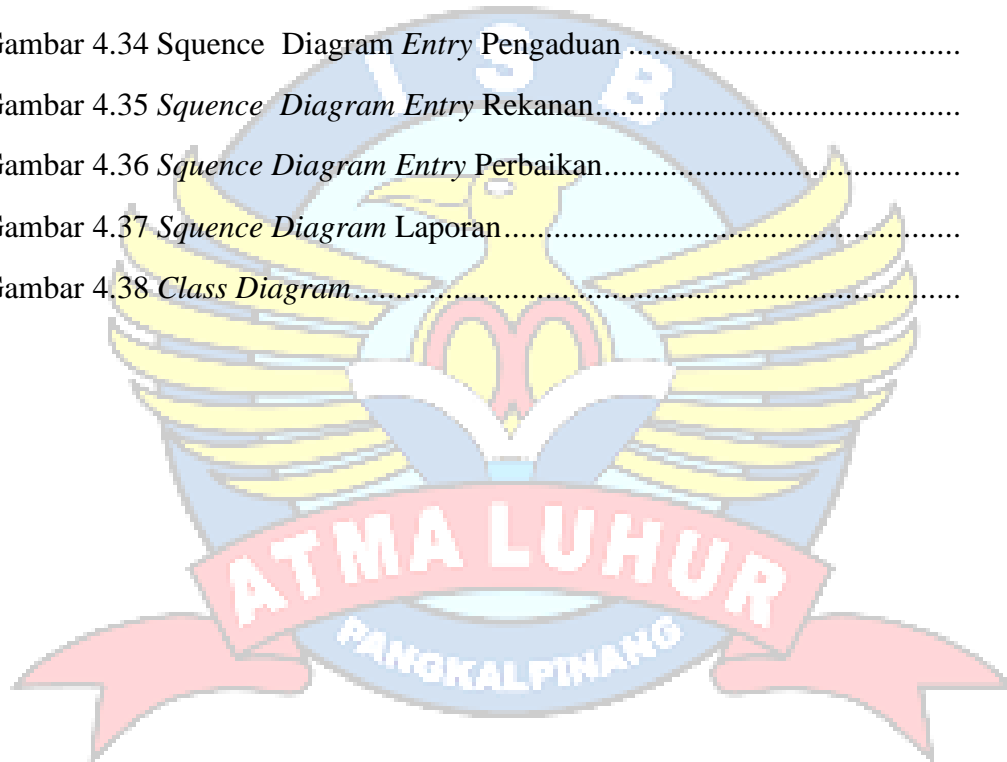 Gambar 4.34 Squence Diagram Entry Pengaduan ........................................
Gambar 4.35 Squence Diagram Entry Rekanan............................................
Gambar 4.36 Squence Diagram Entry Perbaikan...........................................
Gambar 4.37 Squence Diagram Laporan.......................................................
Gambar 4.38 Class Diagram.........................................................................
I S B
ATMA LUHUR
PANGKALPINANG